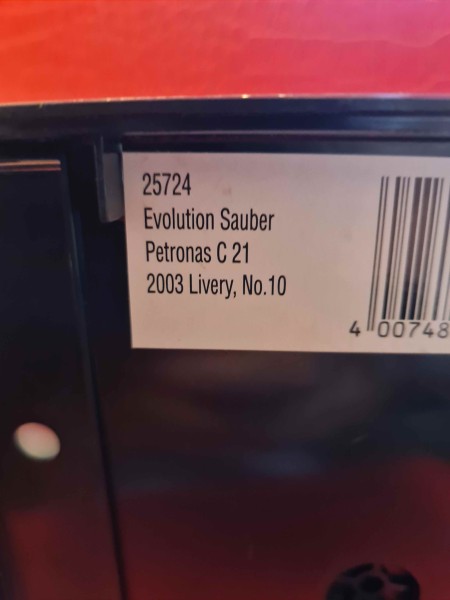 25724
Evolution Sauber
Petronas C 21
2003 Livery, No.10
4 00748